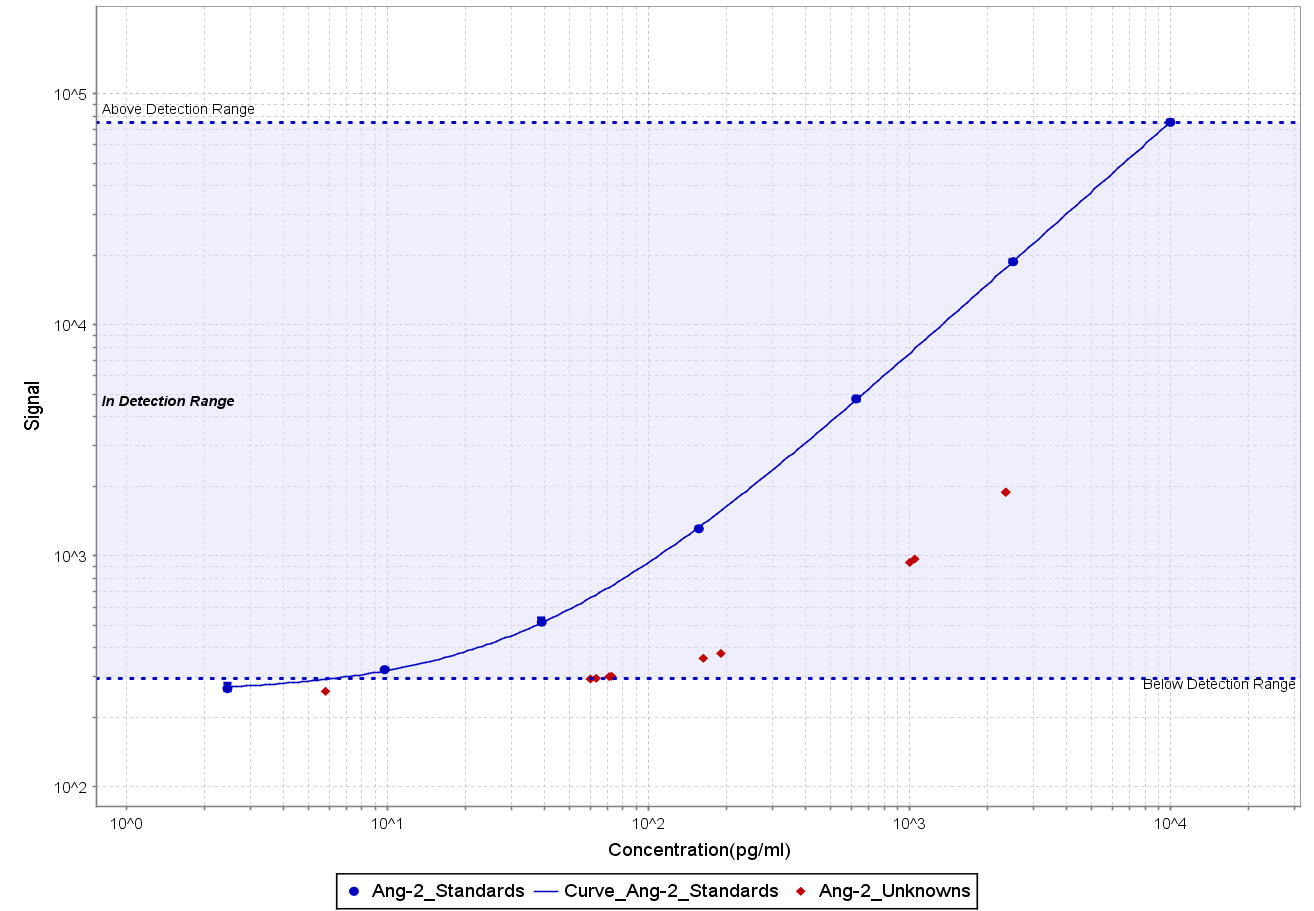 10^5
Above Detection Range
10^4
In Detection Range
Signal
10^3
Below Detection Range
10^2
10^0 10^1 10^2 10^3 10^4
Concentration(pg/ml)
Ang-2_Standards Curve_Ang-2_Standards Ang-2_Unknowns